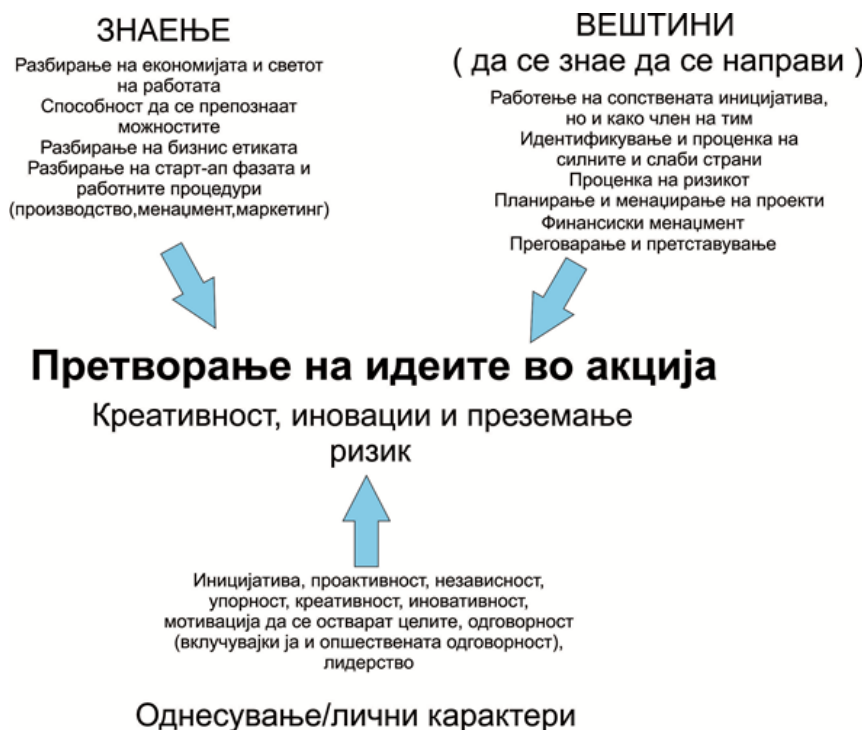 ЗНАЕЊЕ
Разбирање на економијата и светот
на работата
Способност да се препознаат
можностите
Разбирање на бизнис етиката
Разбирање на старт-ап фазата и
работните процедури
(производство,менаџмент,маркетинг)
ВЕШТИНИ
( да се знае да се направи )
Работење на сопствената иницијатива,
но и како член на тим
Идентификување и проценка на
силните и слаби страни
Проценка на ризикот
Планирање и менаџирање на проекти
Финансиски менаџмент
Преговарање и претставување
Претворање на идеите во акција
Креативност, иновации и преземање
ризик
Иницијатива, проактивност, независност,
упорност, креативност, иновативност,
мотивација да се остварат целите, одговорност
(вклучувајки ја и општествената одговорност),
лидерство
Однесување/лични карактери